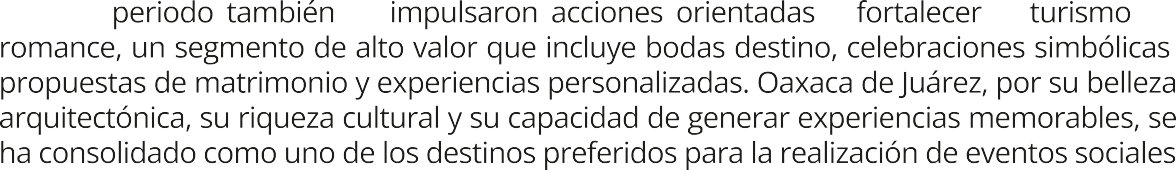 periodo también impulsaron acciones orientadas fortalecer turismo
romance, un segmento de alto valor que incluye bodas destino, celebraciones simbólicas
propuestas de matrimonio y experiencias personalizadas. Oaxaca de Juárez, por su belleza
arquitectónica, su riqueza cultural y su capacidad de generar experiencias memorables, se
ha consolidado como uno de los destinos preferidos para la realización de eventos sociales